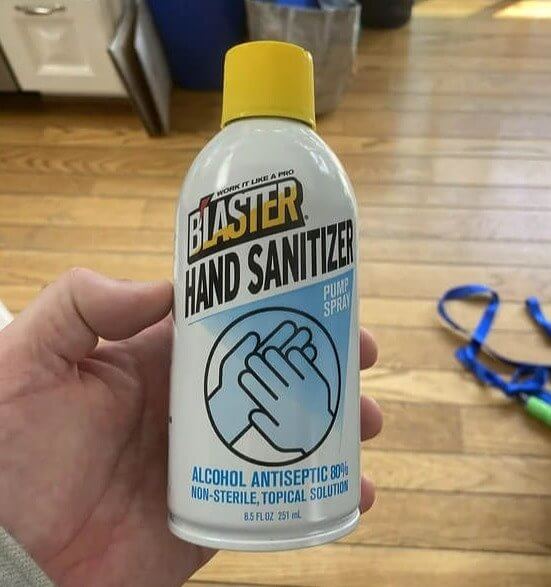 WORK IT LIKE A PRO
B'LASTER
HAND SANITIZER
PUMP
SPRAY
ALCOHOL ANTISEPTIC 80%
NON-STERILE, TOPICAL SOLUTION
8.5 FL OZ 251 mL